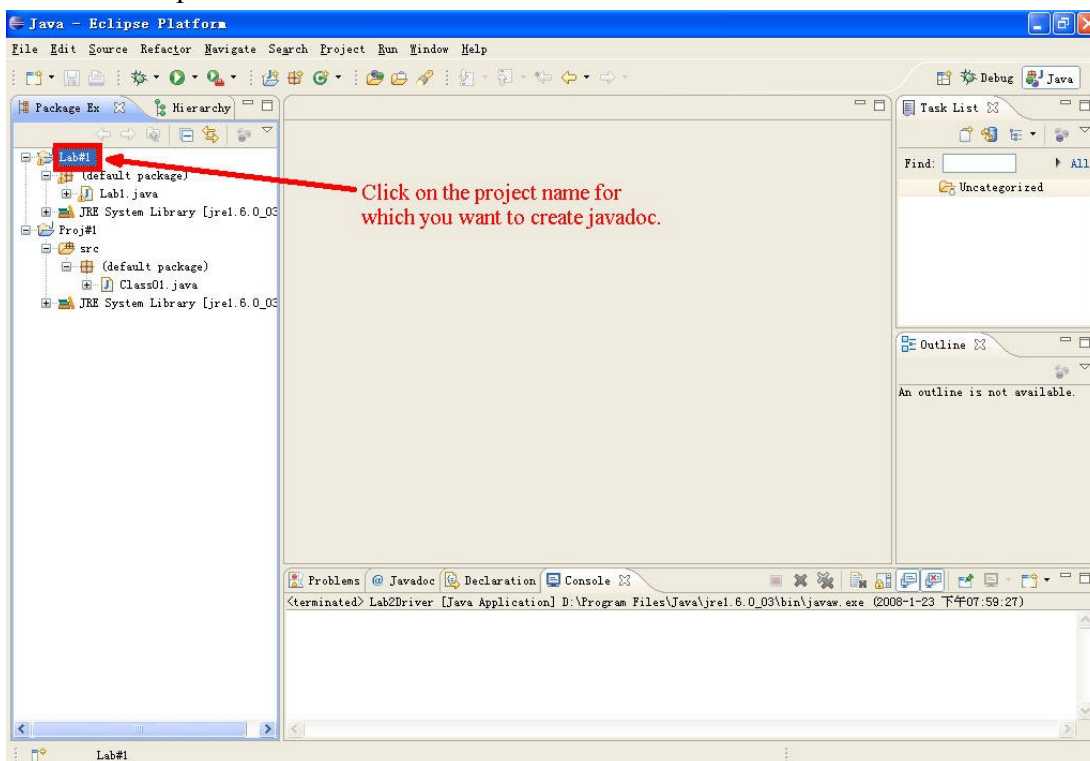 Java - Eclipse Platform
File Edit Source Refactor Navigate Search Project Run Window Help
Debug Java
Package Ex Hierarchy
Task List
Lab#1
(default package)
Lab1.java
JRE System Library [jre1.6.0_03
Proj#1
src
(default package)
Class01.java
JRE System Library [jre1.6.0_03
Click on the project name for
which you want to create javadoc.
Find: All
Uncategorized
Outline
An outline is not available.
Problems @ Javadoc Declaration Console
<terminated> Lab2Driver [Java Application] D:\Program Files\Java\jre1.6.0_03\bin\javaw.exe (2008-1-23 下午07:59:27)
Lab#1